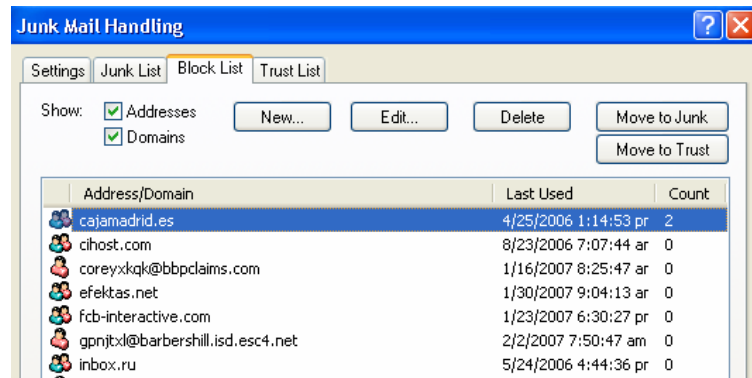 Junk Mail Handling
Settings Junk List Block List Trust List
Show: Addresses New... Edit... Delete Move to Junk
Domains Move to Trust
Address/Domain Last Used Count
cajamadrid.es 4/25/2006 1:14:53 pr 2
cihost.com 8/23/2006 7:07:44 ar 0
coreyxkqk@bbpclaims.com 1/16/2007 8:25:47 ar 0
efektas.net 1/30/2007 9:04:13 ar 0
fcb-interactive.com 1/23/2007 6:30:27 pr 0
gpnjtxl@barbershill.isd.esc4.net 2/2/2007 7:50:47 am 0
inbox.ru 5/24/2006 4:44:36 pr 0